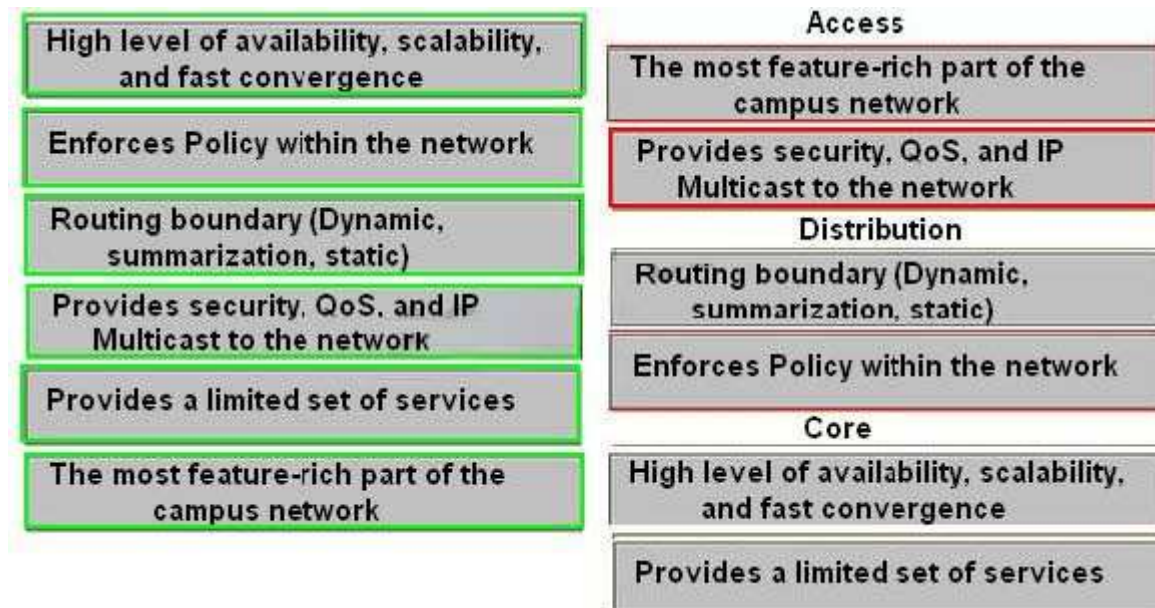 High level of availability, scalability,
and fast convergence
Enforces Policy within the network
Routing boundary (Dynamic,
summarization, static)
Provides security, QoS, and IP
Multicast to the network
Provides a limited set of services
The most feature-rich part of the
campus network
Access
The most feature-rich part of the
campus network
Provides security, QoS, and IP
Multicast to the network
Distribution
Routing boundary (Dynamic,
summarization, static)
Enforces Policy within the network
Core
High level of availability, scalability,
and fast convergence
Provides a limited set of services